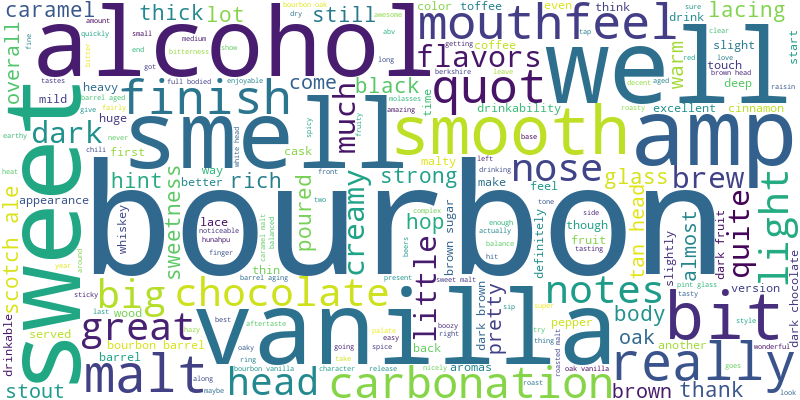 caramel
thick
lot
still
color
toffee
even
think
lacing
alcohol
mouthfeel
well
flavors
quot
coffee
drink
slight
warm
touch
start
overall
finish
come
black
much
time
drinkability
excellent
deep
cinnamon
heavy
mild
huge
dark
smell
smooth
amp
first
cask
malty
nose
glass
brew
hint
way
better
rich
strong
make
feel
sweet
sweetness
creamy
poured
hop
bourbon
tan head
almost
quite
light
appearance
scotch ale
whiskey
lace
noticeable
hunahpu
finger
thin
brown sugar
definitely
though
fruit
tasting
slightly
dark fruit
version
dark chocolate
big
chocolate
vanilla
little
notes
body
bit
great
served
wood
bourbon barrel
barrel
oaky
malt
head
carbonation
back
aromas
dark brown
pretty
pepper
oak
another
really
stout
brown
thank
drinkable
bourbon oak
dry
awesome
amount
quickly
small
medium
bitterness
show
full bodied
enjoyable
barrel aged
molasses
berkshire
getting
leave
tap
sure
clear
love
brown head
red
decent
aged
raisin
roasty
amazing
fruity
spicy
white head
base
left
drinking
front
two
complex
enough
actually
balance
hit
side
tone
caramel malt
balanced
barrel aging
present
sweet malt
beers
sip
super
boozy
right
easy
spice
palate
take
going
ring
bourbon vanilla
character
release
nicely
roast
oak vanilla
roasted malt
try
thing
aftertaste
best
hazy
along
maybe
sticky
last
year
around
heat
chili
never
earthy
tastes
give
fairly
fine
bitter
end
got
abv
long
pint glass
tasty
style
wonderful
goes
look